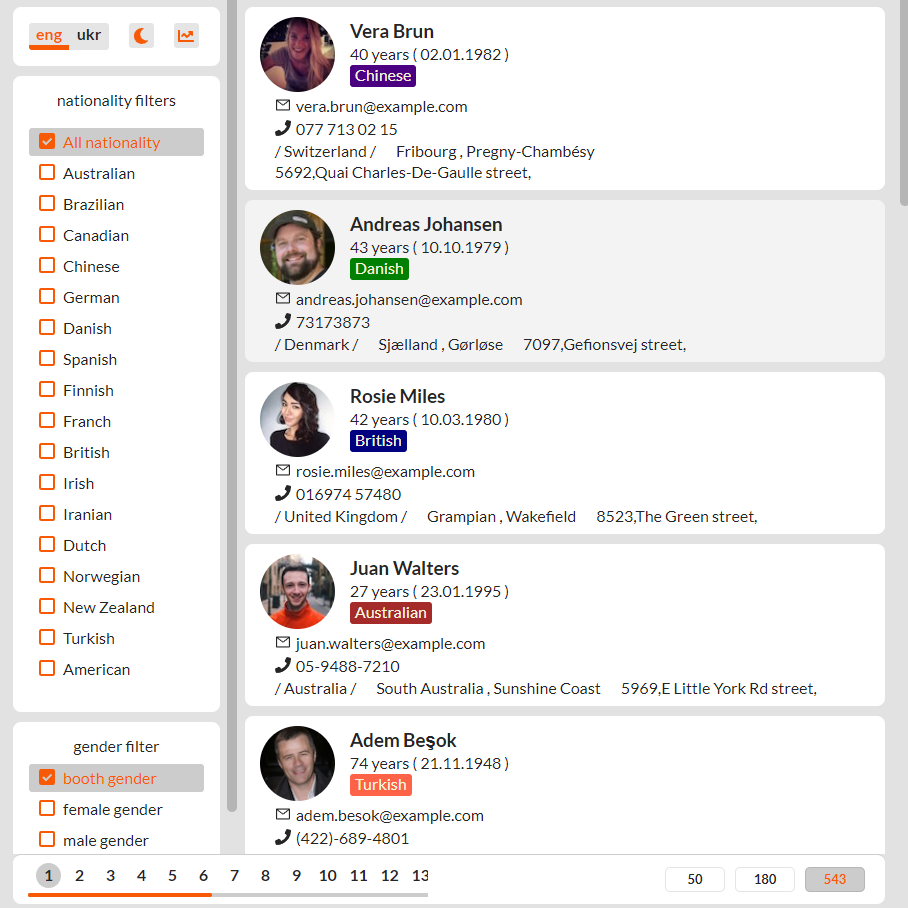 eng ukr
nationality filters
All nationality
Australian
Brazilian
Canadian
Chinese
German
Danish
Spanish
Finnish
Franch
British
Irish
Iranian
Dutch
Norwegian
New Zealand
Turkish
American
gender filter
booth gender
female gender
male gender
Vera Brun
40 years ( 02.01.1982 )
Chinese
vera.brun@example.com
077 713 02 15
/ Switzerland / Fribourg , Pregny-Chambésy
5692,Quai Charles-De-Gaulle street,
Andreas Johansen
43 years ( 10.10.1979 )
Danish
andreas.johansen@example.com
73173873
/ Denmark / Sjælland , Gørløse 7097,Gefionsvej street,
Rosie Miles
42 years ( 10.03.1980 )
British
rosie.miles@example.com
016974 57480
/ United Kingdom / Grampian , Wakefield 8523,The Green street,
Juan Walters
27 years ( 23.01.1995 )
Australian
juan.walters@example.com
05-9488-7210
/ Australia / South Australia , Sunshine Coast 5969,E Little York Rd street,
Adem Beşok
74 years ( 21.11.1948 )
Turkish
adem.besok@example.com
(422)-689-4801
1 2 3 4 5 6 7 8 9 10 11 12 13
50 180 543